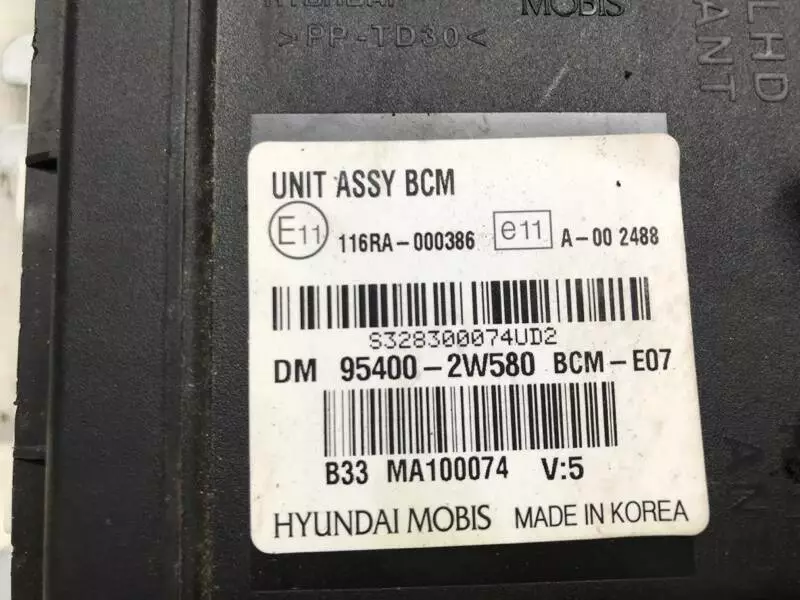 MOBIS
>PP-TD30<
LHD
ANT
UNIT ASSY BCM
E11 116RA-000386 e11 A-00 2488
S328300074UD2
DM 95400-2W580 BCM-E07
B33 MA100074 V:5
HYUNDAI MOBIS MADE IN KOREA